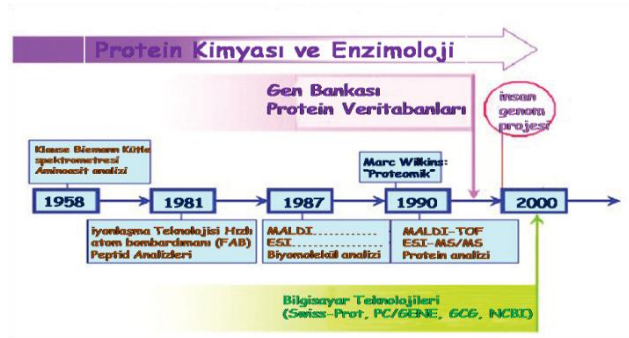 Protein Kimyası ve Enzimoloji
Gen Bankası
Protein Veritabanları
insan
genom
projesi
Klause Biemann Kütle
spektrometresi
Aminoasit analizi
Marc Wilkins:
"Proteomik"
1958
1981
1987
1990
2000
iyonlaşma Teknolojisi Hızlı
atom bombardımanı (FAB)
Peptid Analizleri
MALDI..................
ESI.......................
Biyomolekül analizi
MALDI-TOF
ESI-MS/MS
Protein analizi
Bilgisayar Teknolojileri
(Swiss-Prot, PC/GENE, GCG, NCBI)